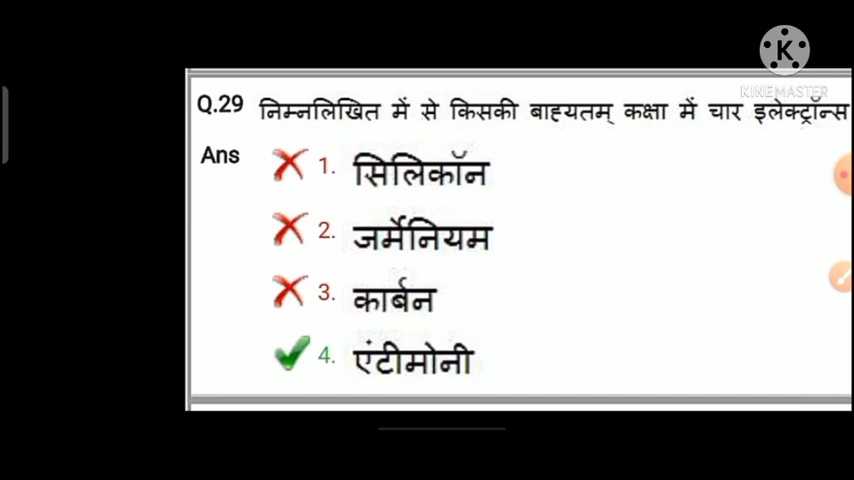 K
KINEMASTER
Q.29 निम्नलिखित में से किसकी बाह्यतम् कक्षा में चार इलेक्ट्रॉन्स
Ans 1. सिलिकॉन
2. जर्मेनियम
3. कार्बन
4. एंटीमोनी